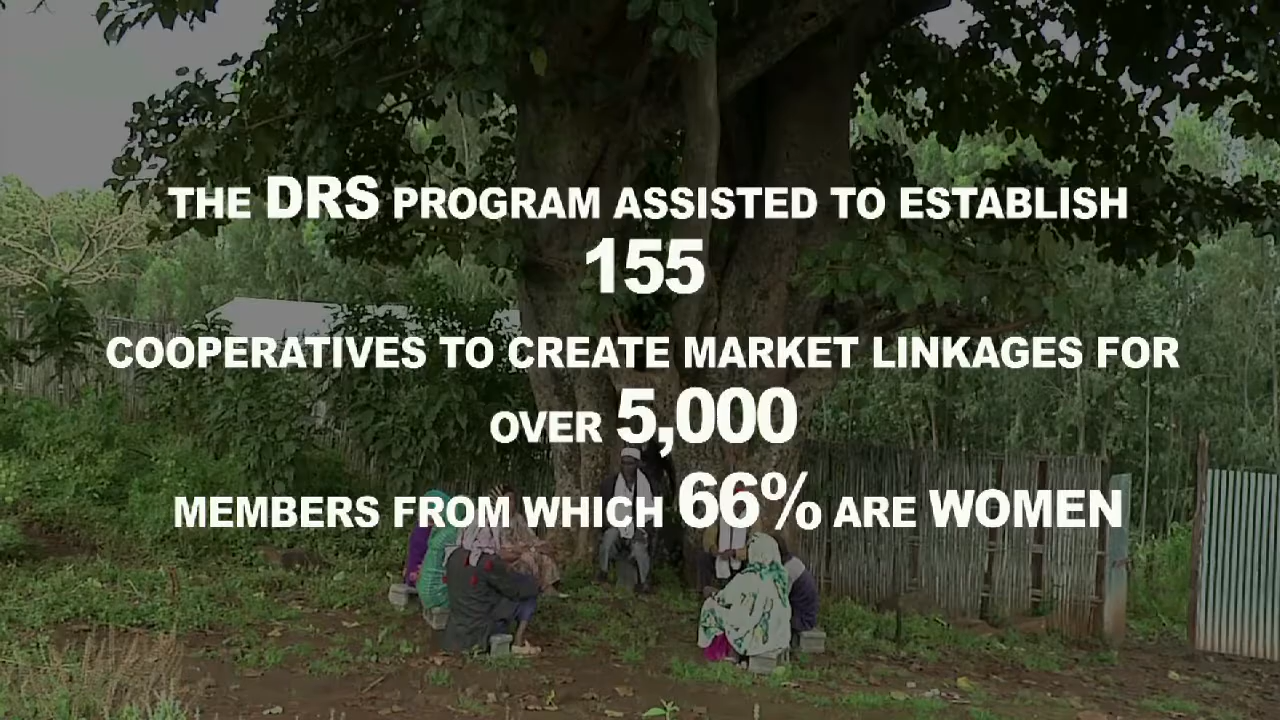 THE DRS PROGRAM ASSISTED TO ESTABLISH
155
COOPERATIVES TO CREATE MARKET LINKAGES FOR
OVER 5,000
MEMBERS FROM WHICH 66% ARE WOMEN